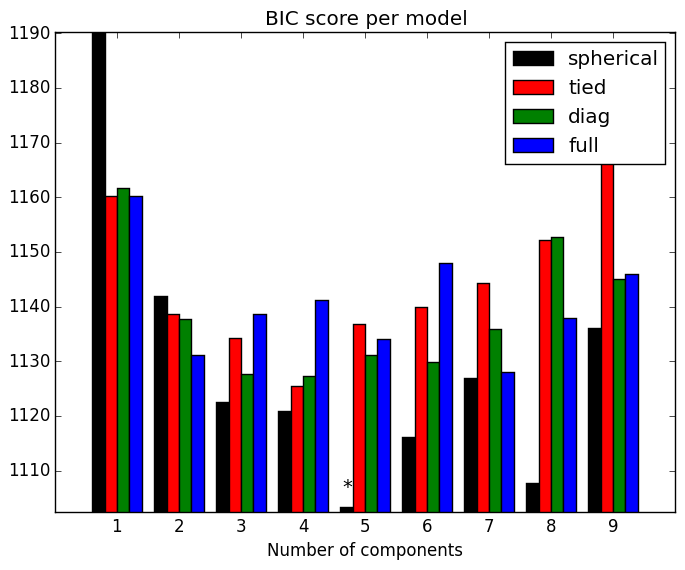 BIC score per model
1190
1180
1170
1160
1150
1140
1130
1120
1110
spherical
tied
diag
full
*
1 2 3 4 5 6 7 8 9
Number of components